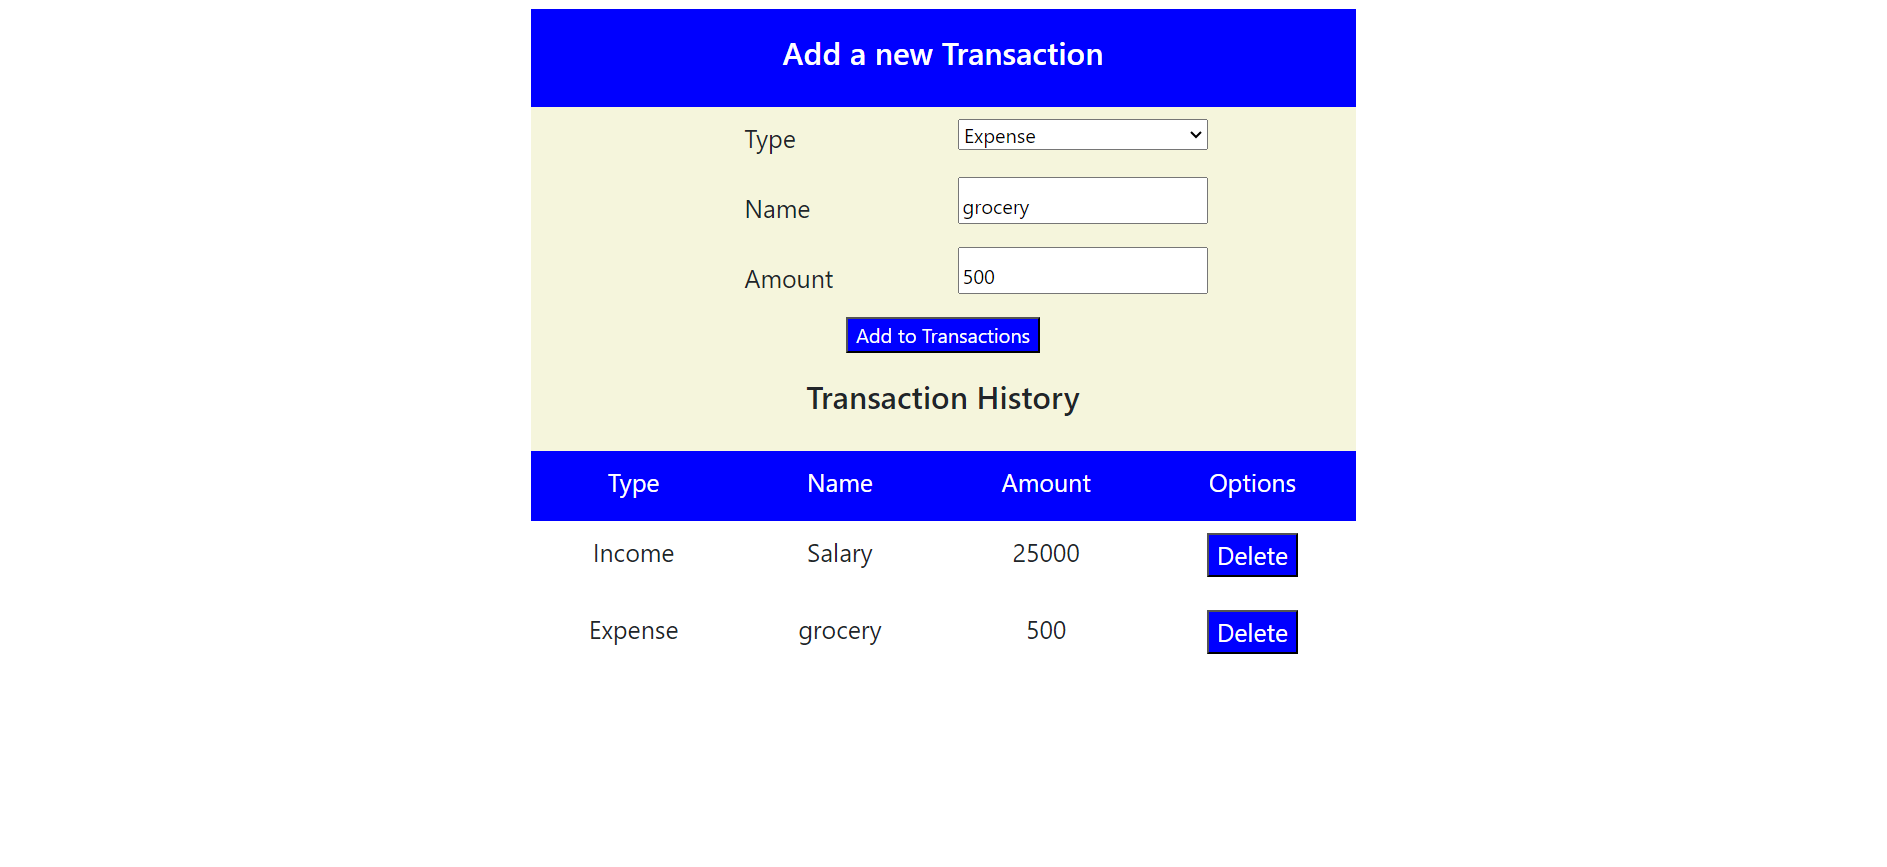 Add a new Transaction
Type Expense
Name grocery
Amount 500
Add to Transactions
Transaction History
Type Name Amount Options
Income Salary 25000 Delete
Expense grocery 500 Delete